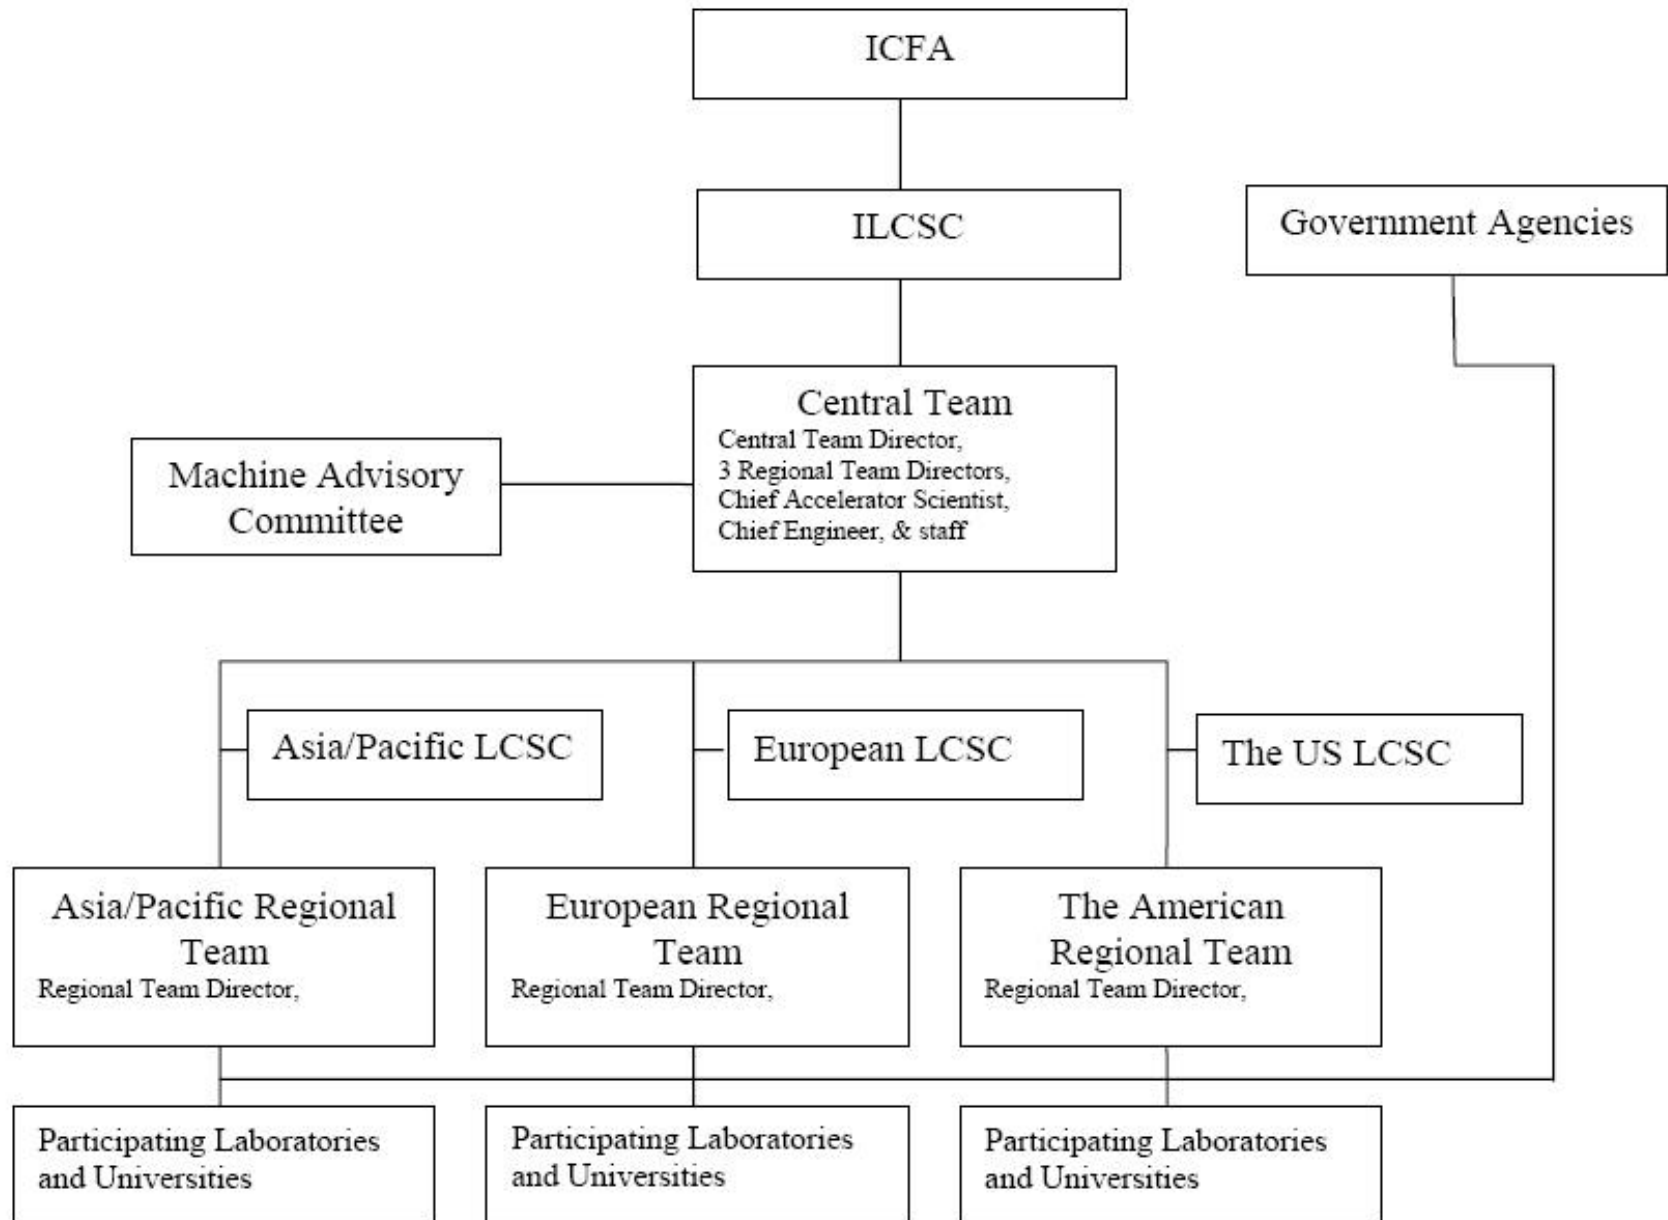 ICFA
ILCSC
Government Agencies
Central Team
Central Team Director,
3 Regional Team Directors,
Chief Accelerator Scientist,
Chief Engineer, & staff
Machine Advisory
Committee
Asia/Pacific LCSC
European LCSC
The US LCSC
Asia/Pacific Regional
Team
Regional Team Director,
European Regional
Team
Regional Team Director,
The American
Regional Team
Regional Team Director,
Participating Laboratories
and Universities
Participating Laboratories
and Universities
Participating Laboratories
and Universities